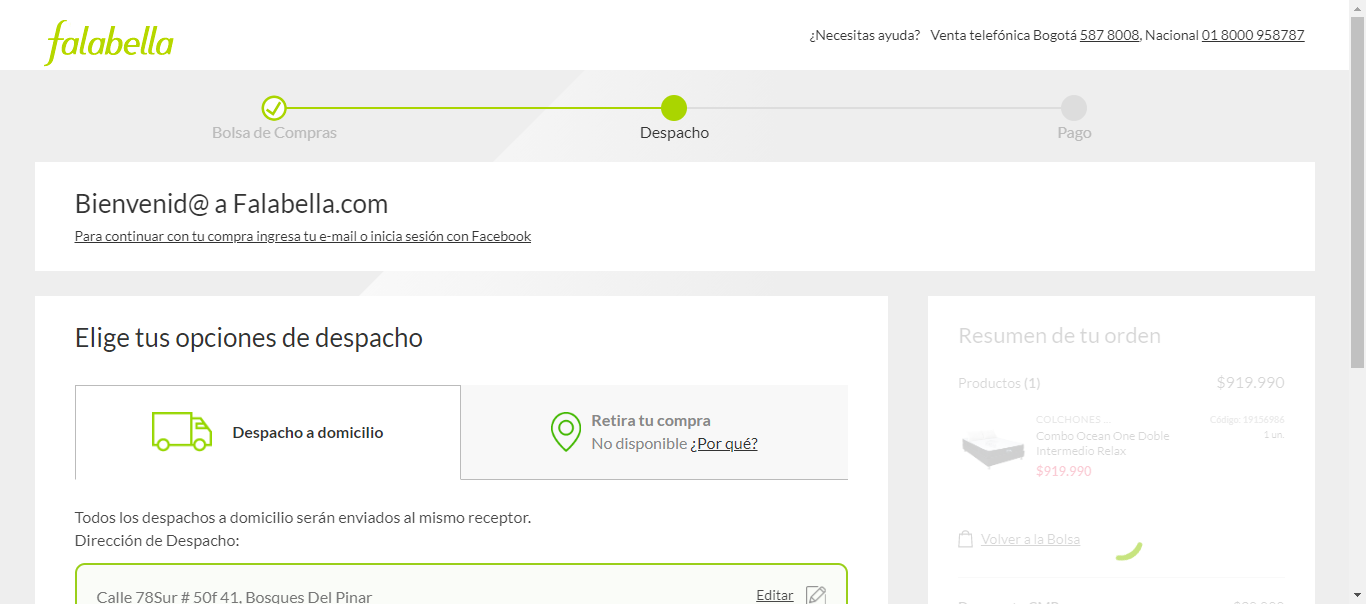 falabella
¿Necesitas ayuda? Venta telefónica Bogotá 587 8008, Nacional 01 8000 958787
Bolsa de Compras
Despacho
Pago
Bienvenid@ a Falabella.com
Para continuar con tu compra ingresa tu e-mail o inicia sesión con Facebook
Elige tus opciones de despacho
Despacho a domicilio
Retira tu compra
No disponible ¿Por qué?
Todos los despachos a domicilio serán enviados al mismo receptor.
Dirección de Despacho:
Calle 78Sur # 50f 41, Bosques Del Pinar
Editar
Resumen de tu orden
Productos (1) $919.990
COLCHONES ... Código: 19156986
Combo Ocean One Doble 1 un.
Intermedio Relax
$919.990
Volver a la Bolsa